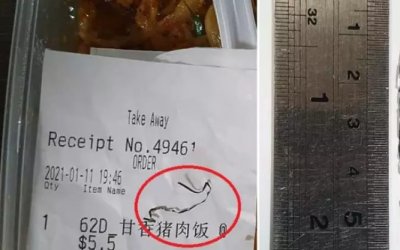 Take Away
Receipt No.49461
ORDER
2021-01-11 19:46
Qty Item Name
1 62D 甘香猪肉饭 @
$5.5
32
1
2
1
2
3
4
5